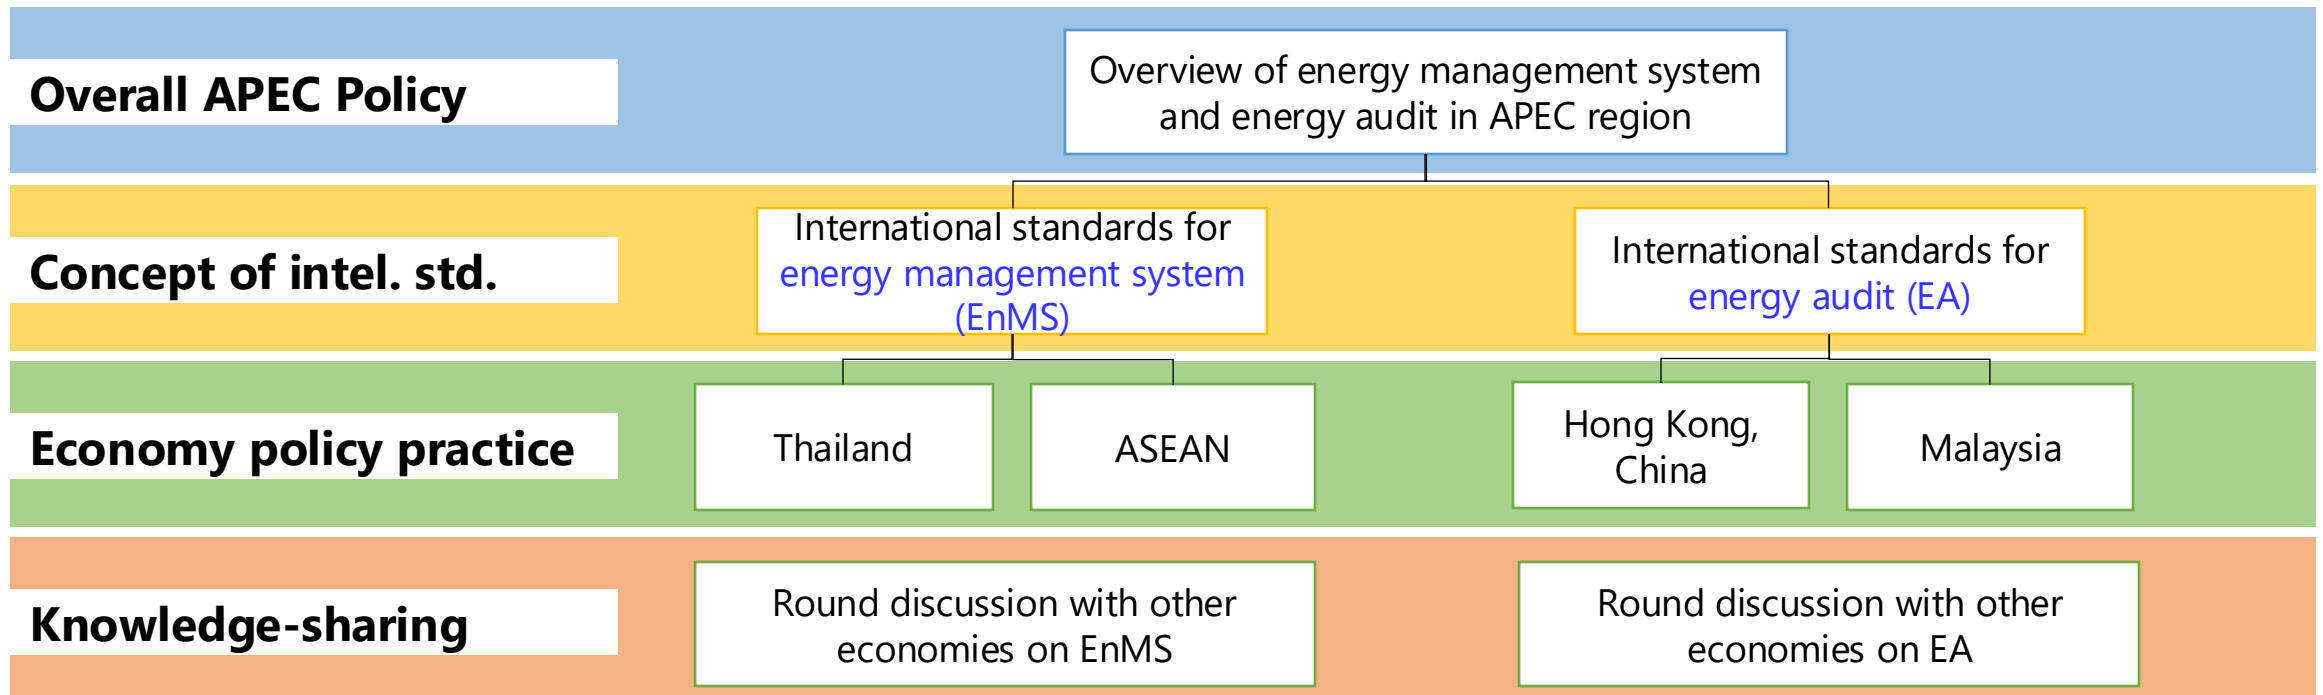 Overall APEC Policy
Overview of energy management system
and energy audit in APEC region
Concept of intel. std.
International standards for
energy management system
(EnMS)
International standards for
energy audit (EA)
Economy policy practice
Thailand
ASEAN
Hong Kong,
China
Malaysia
Knowledge-sharing
Round discussion with other
economies on EnMS
Round discussion with other
economies on EA